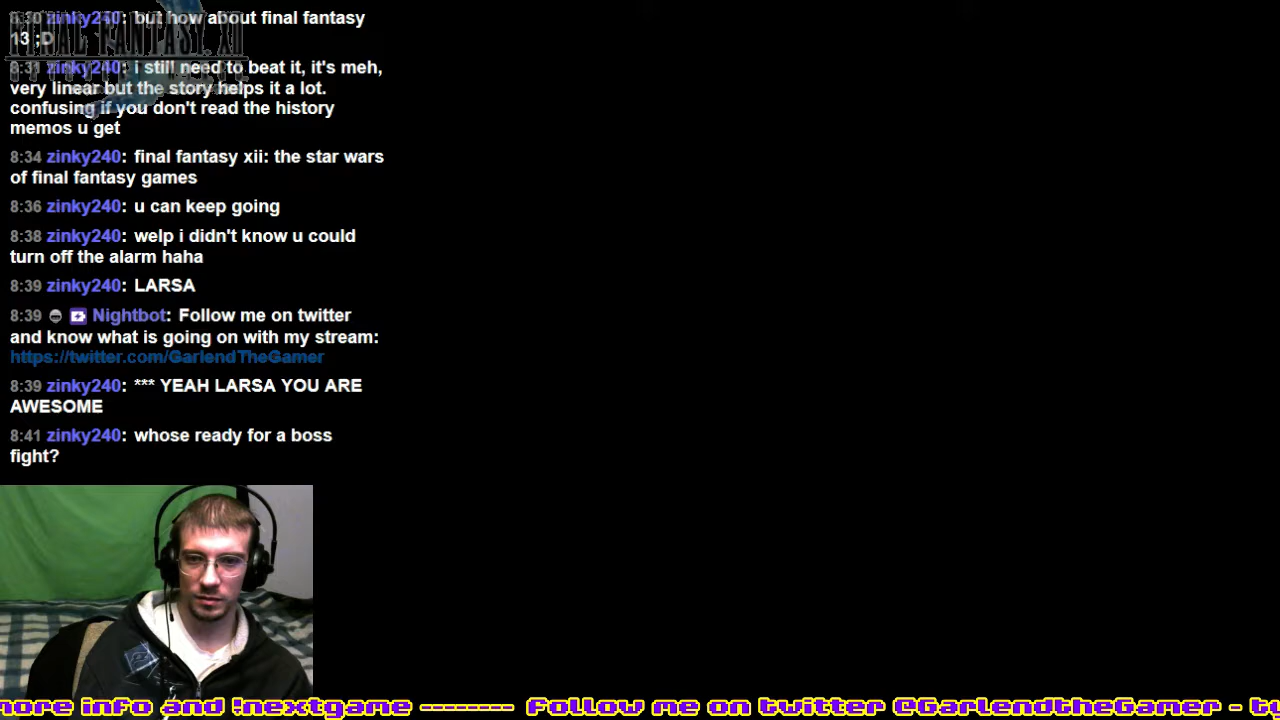 8:30 zinky240: but how about final fantasy
13 ;D
FINAL FANTASY XII
8:31 zinky240: i still need to beat it, it's meh,
very linear but the story helps it a lot.
confusing if you don't read the history
memos u get
8:34 zinky240: final fantasy xii: the star wars
of final fantasy games
8:36 zinky240: u can keep going
8:38 zinky240: welp i didn't know u could
turn off the alarm haha
8:39 zinky240: LARSA
8:39 Nightbot: Follow me on twitter
and know what is going on with my stream:
https://twitter.com/GarlendTheGamer
8:39 zinky240: *** YEAH LARSA YOU ARE
AWESOME
8:41 zinky240: whose ready for a boss
fight?
more info and !nextgame -------- Follow me on twitter @GarlendtheGamer - to